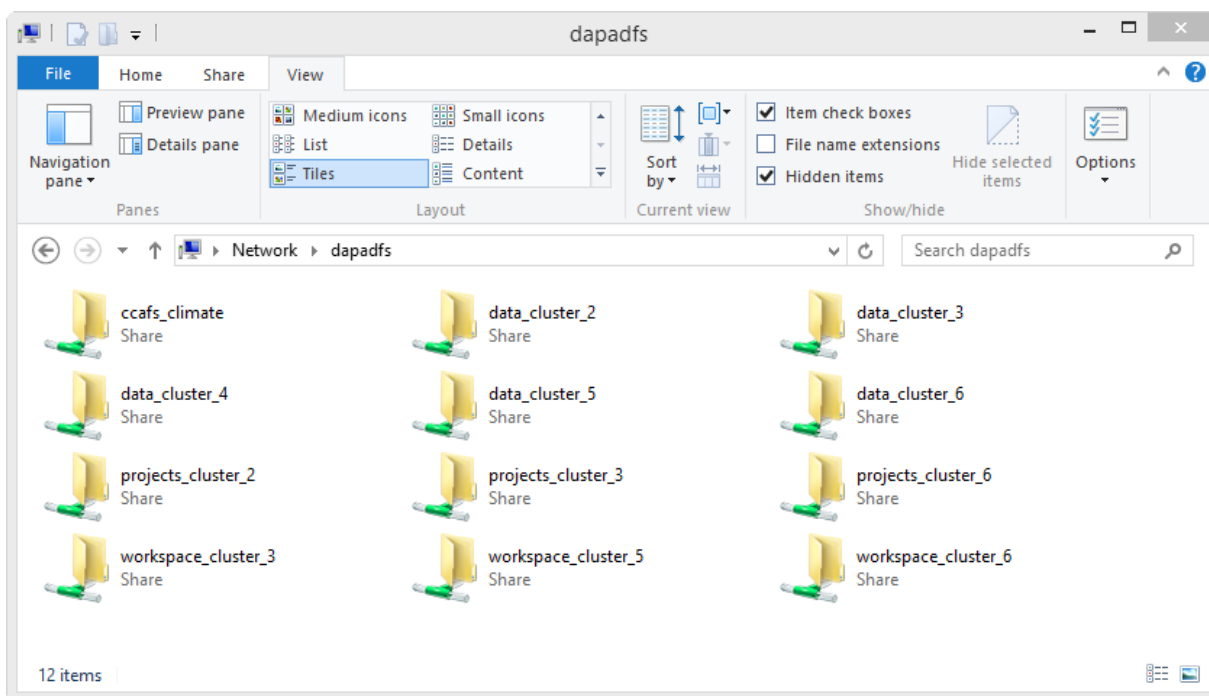 dapadfs
File Home Share View
Preview pane Medium icons Small icons Item check boxes
Details pane List Details File name extensions
Navigation pane Tiles Content Sort by Hidden items Hide selected items Options
Panes Layout Current view Show/hide
Network dapadfs Search dapadfs
ccafs_climate data_cluster_2 data_cluster_3
Share Share Share
data_cluster_4 data_cluster_5 data_cluster_6
Share Share Share
projects_cluster_2 projects_cluster_3 projects_cluster_6
Share Share Share
workspace_cluster_3 workspace_cluster_5 workspace_cluster_6
Share Share Share
12 items